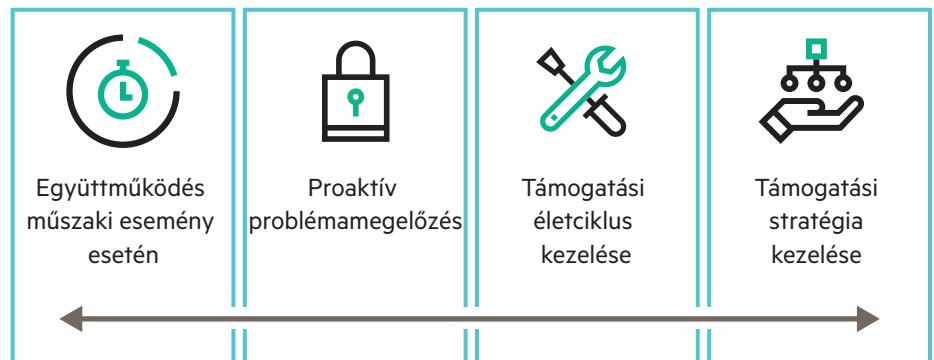 Együttműködés
műszaki esemény
esetén
Proaktív
problémamegelőzés
Támogatási
életciklus
kezelése
Támogatási
stratégia
kezelése